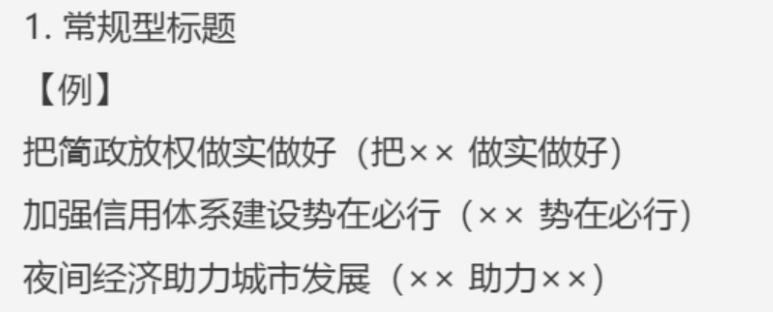 1. 常规型标题
【例】
把简政放权做实做好（把×× 做实做好）
加强信用体系建设势在必行（×× 势在必行）
夜间经济助力城市发展（×× 助力××）